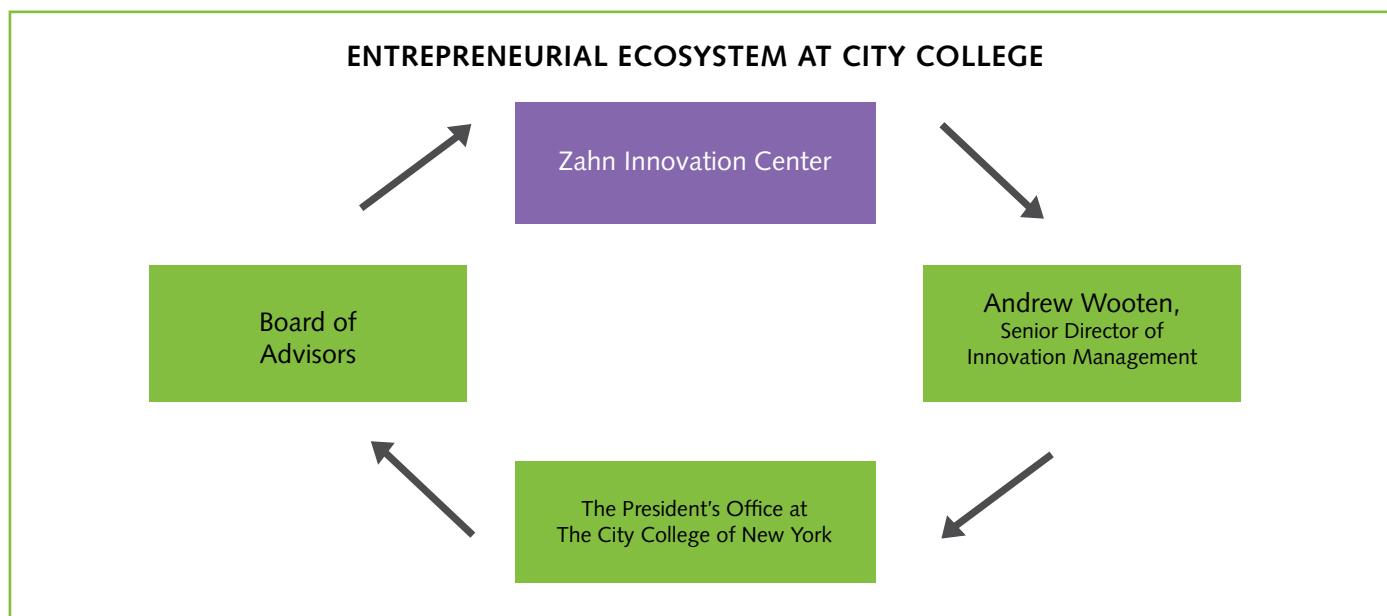 ENTREPRENEURIAL ECOSYSTEM AT CITY COLLEGE
Zahn Innovation Center
Board of
Advisors
Andrew Wooten,
Senior Director of
Innovation Management
The President’s Office at
The City College of New York